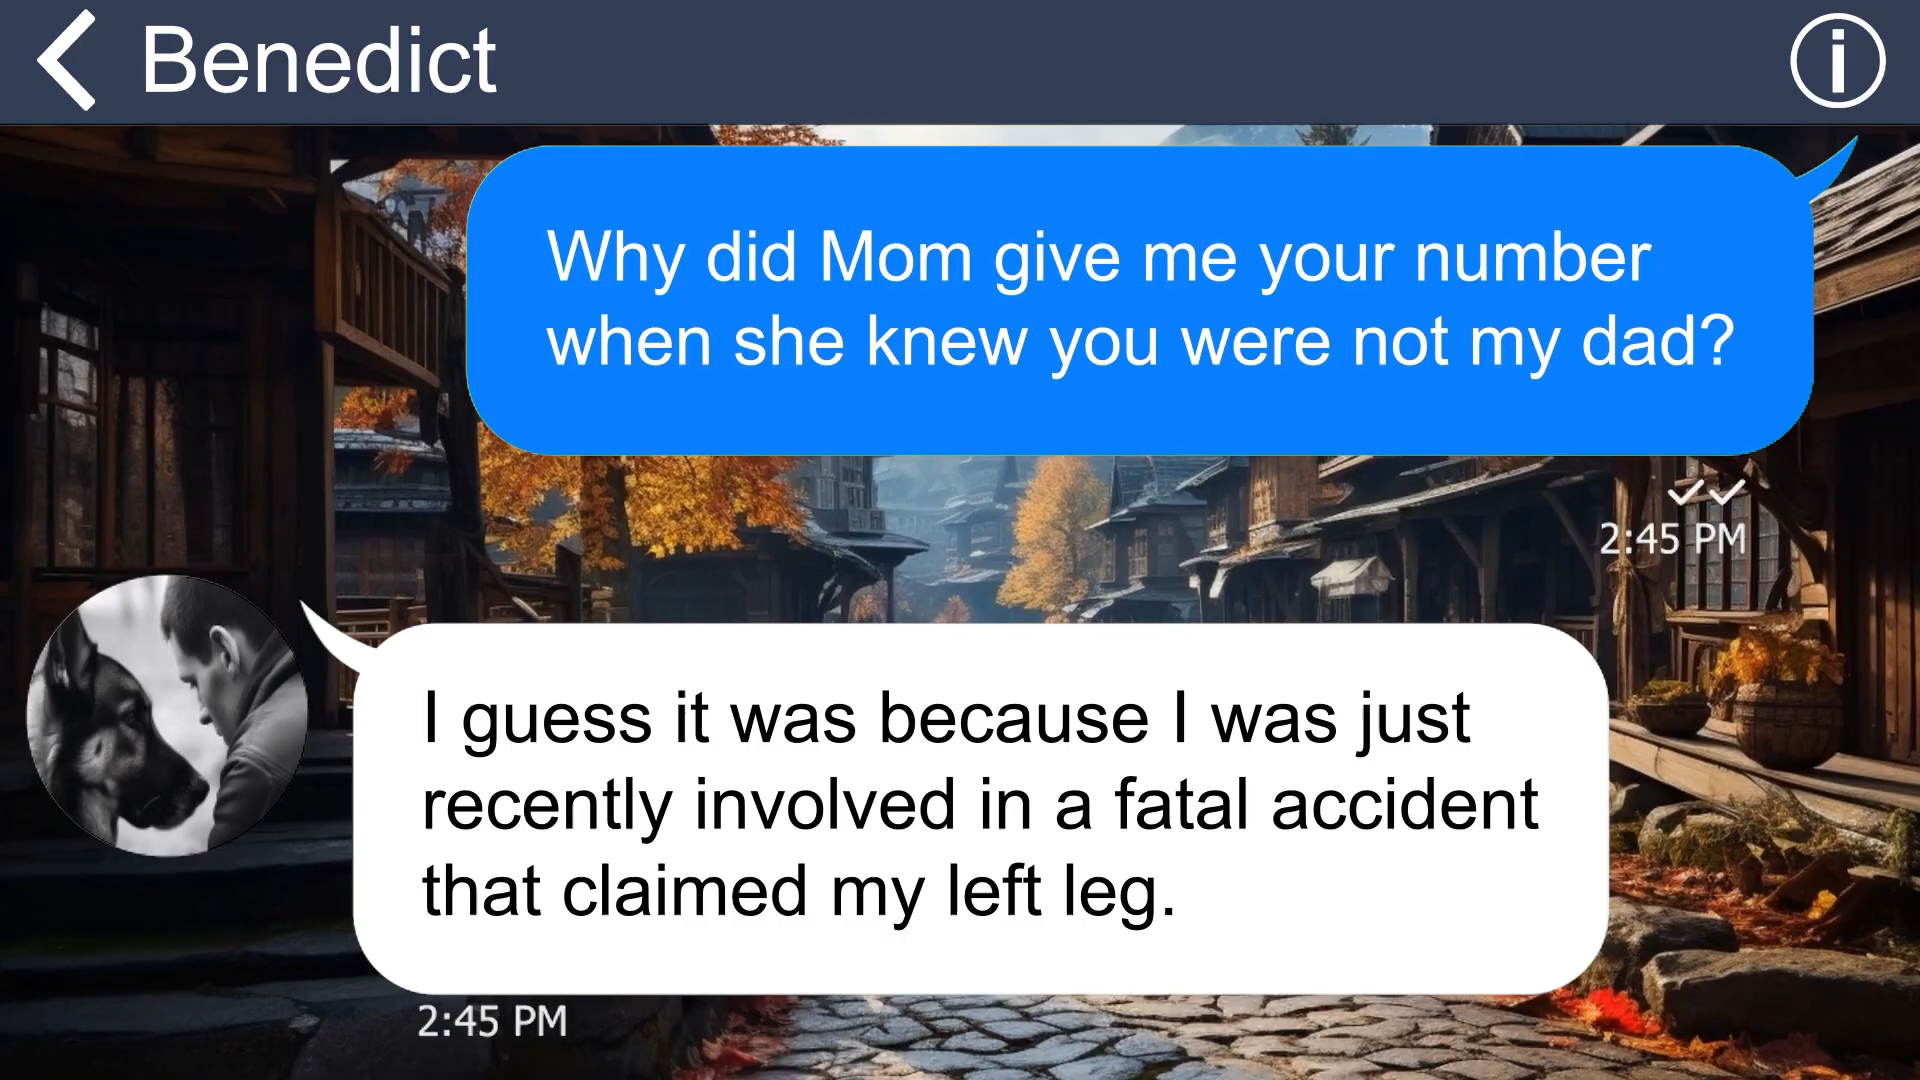 Benedict
Why did Mom give me your number
when she knew you were not my dad?
2:45 PM
I guess it was because I was just
recently involved in a fatal accident
that claimed my left leg.
2:45 PM